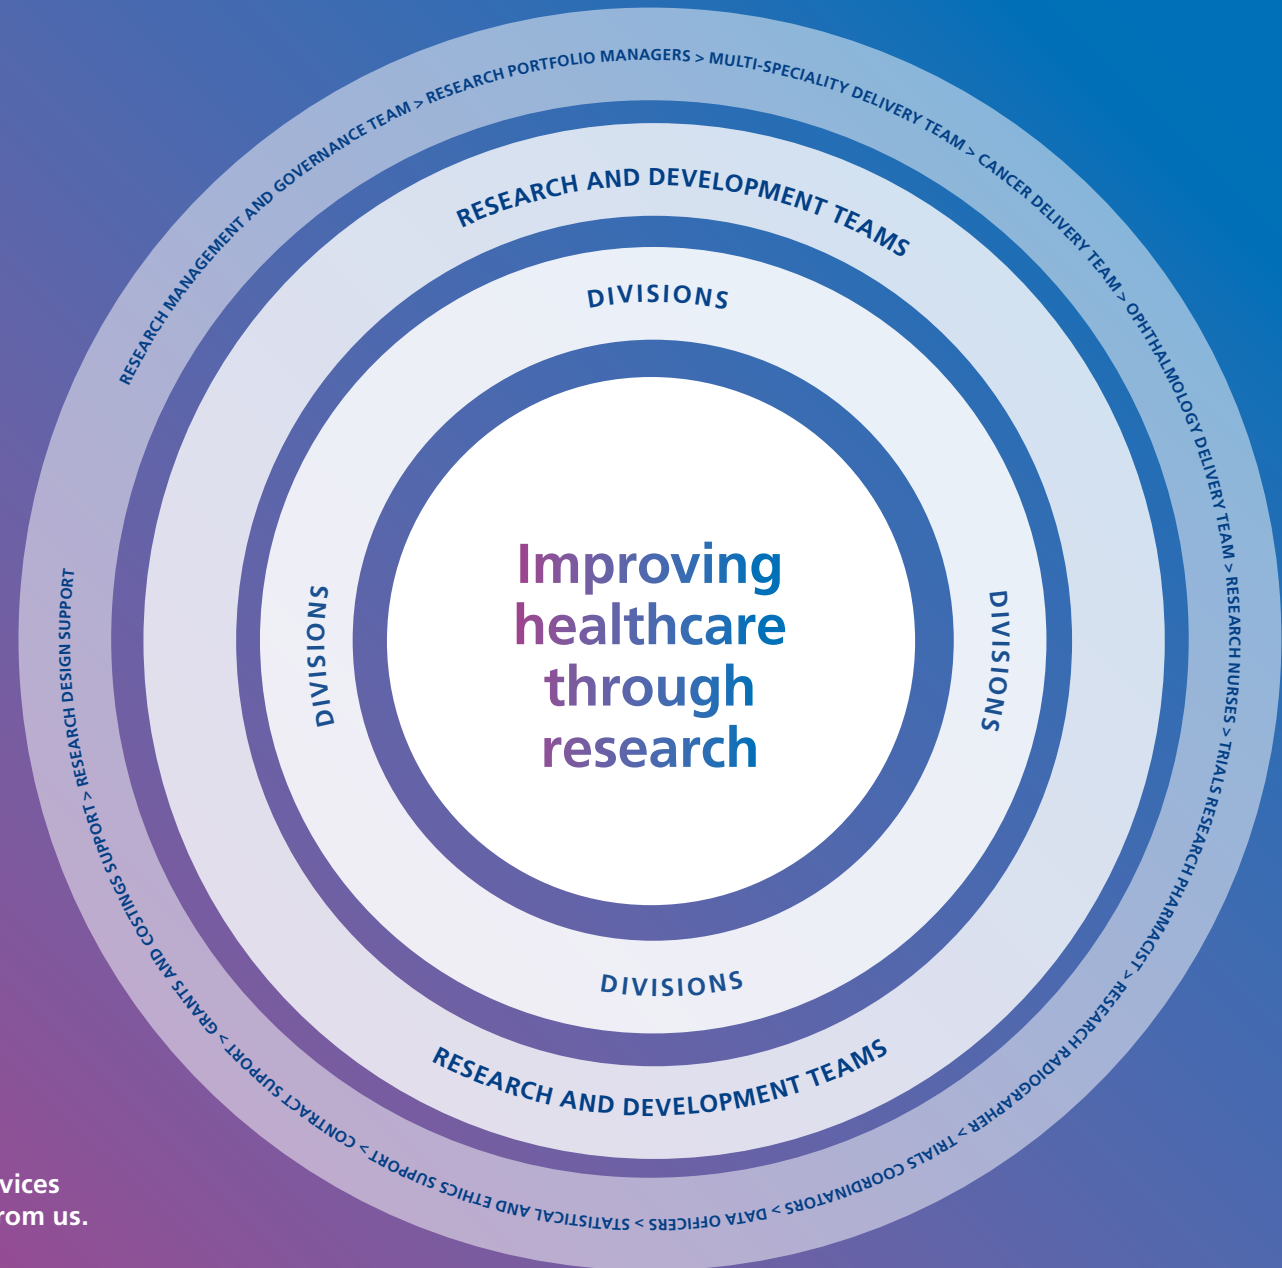 RESEARCH MANAGEMENT AND GOVERNANCE TEAM > RESEARCH PORTFOLIO MANAGERS > MULTI-SPECIALITY DELIVERY TEAM > CANCER DELIVERY TEAM > OPHTHALMOLOGY DELIVERY TEAM > RESEARCH NURSES > TRIALS RESEARCH PHARMACIST > RESEARCH RADIOGRAPHER > TRIALS COORDINATORS > DATA OFFICERS > STATISTICAL AND ETHICS SUPPORT > CONTRACT SUPPORT > GRANTS AND COSTINGS SUPPORT > RESEARCH DESIGN SUPPORT
RESEARCH AND DEVELOPMENT TEAMS
DIVISIONS
DIVISIONS
DIVISIONS
Improving
healthcare
through
research
DIVISIONS
RESEARCH AND DEVELOPMENT TEAMS
vices
rom us.